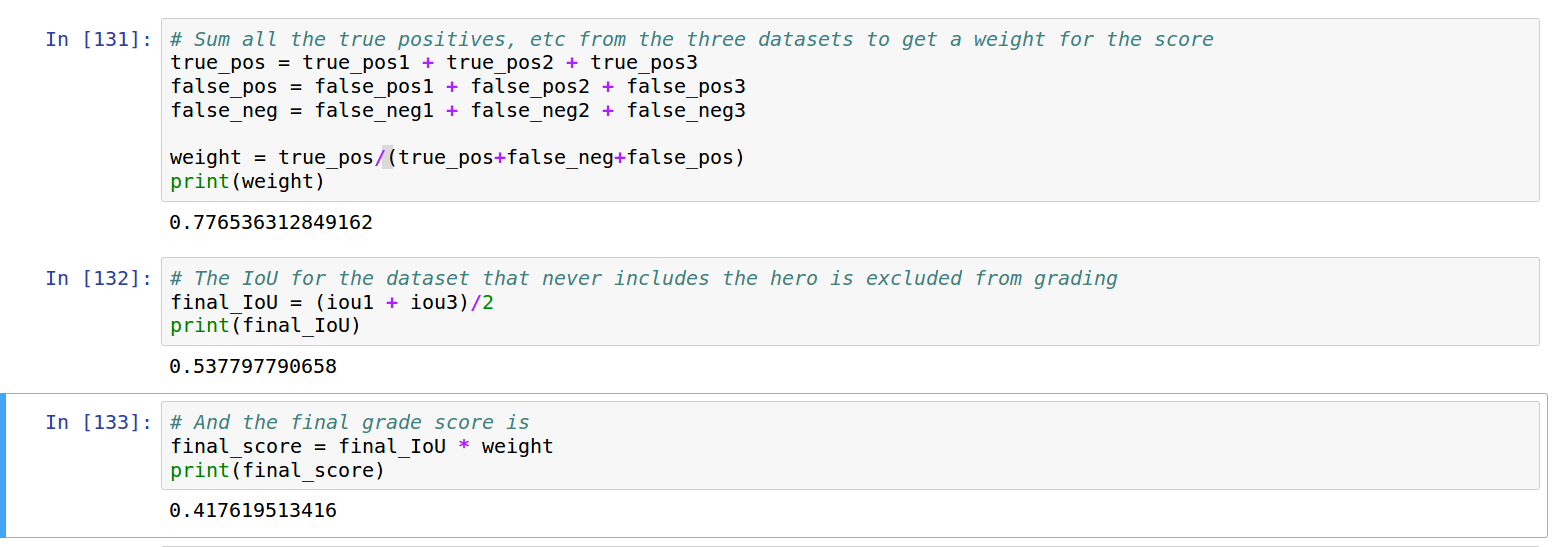 In [131]:
# Sum all the true positives, etc from the three datasets to get a weight for the score
true_pos = true_pos1 + true_pos2 + true_pos3
false_pos = false_pos1 + false_pos2 + false_pos3
false_neg = false_neg1 + false_neg2 + false_neg3
weight = true_pos/(true_pos+false_neg+false_pos)
print(weight)
0.776536312849162
In [132]:
# The IoU for the dataset that never includes the hero is excluded from grading
final_IoU = (iou1 + iou3)/2
print(final_IoU)
0.537797790658
In [133]:
# And the final grade score is
final_score = final_IoU * weight
print(final_score)
0.417619513416